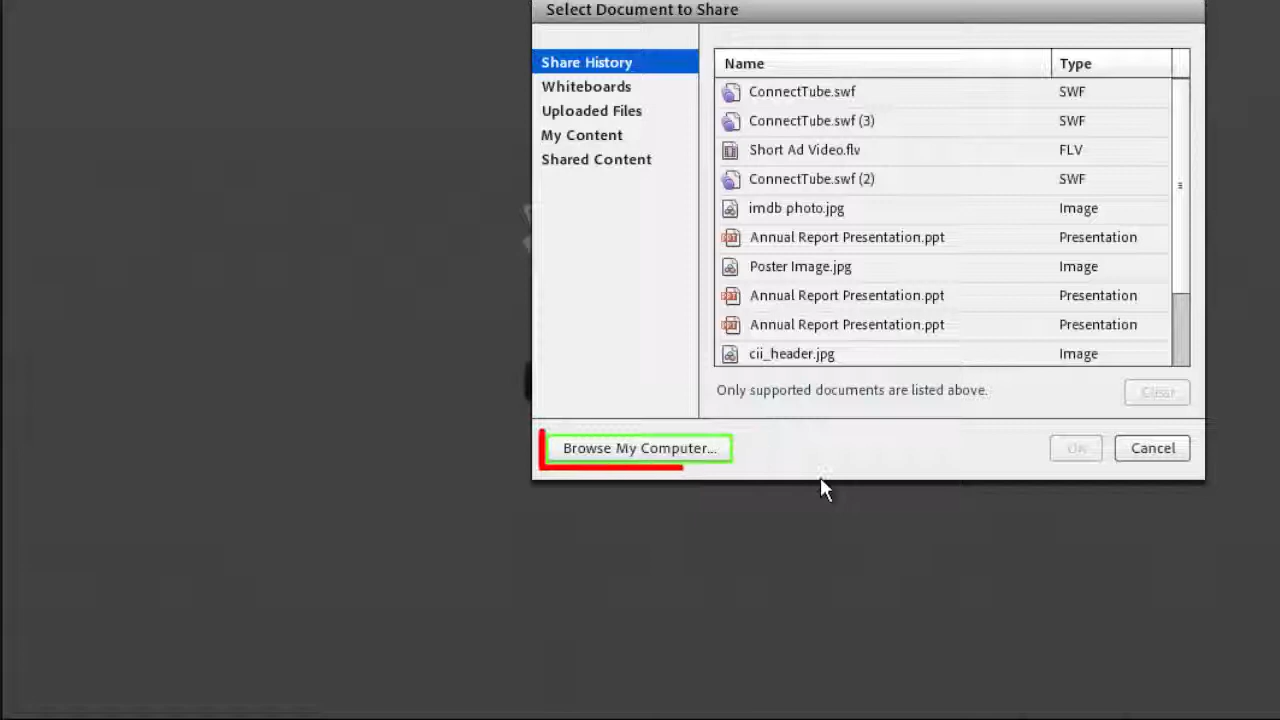 Select Document to Share
Share History
Whiteboards
Uploaded Files
My Content
Shared Content
Name Type
ConnectTube.swf SWF
ConnectTube.swf (3) SWF
Short Ad Video.flv FLV
ConnectTube.swf (2) SWF
imdb photo.jpg Image
Annual Report Presentation.ppt Presentation
Poster Image.jpg Image
Annual Report Presentation.ppt Presentation
Annual Report Presentation.ppt Presentation
cii_header.jpg Image
Only supported documents are listed above. Clear
Browse My Computer... OK Cancel